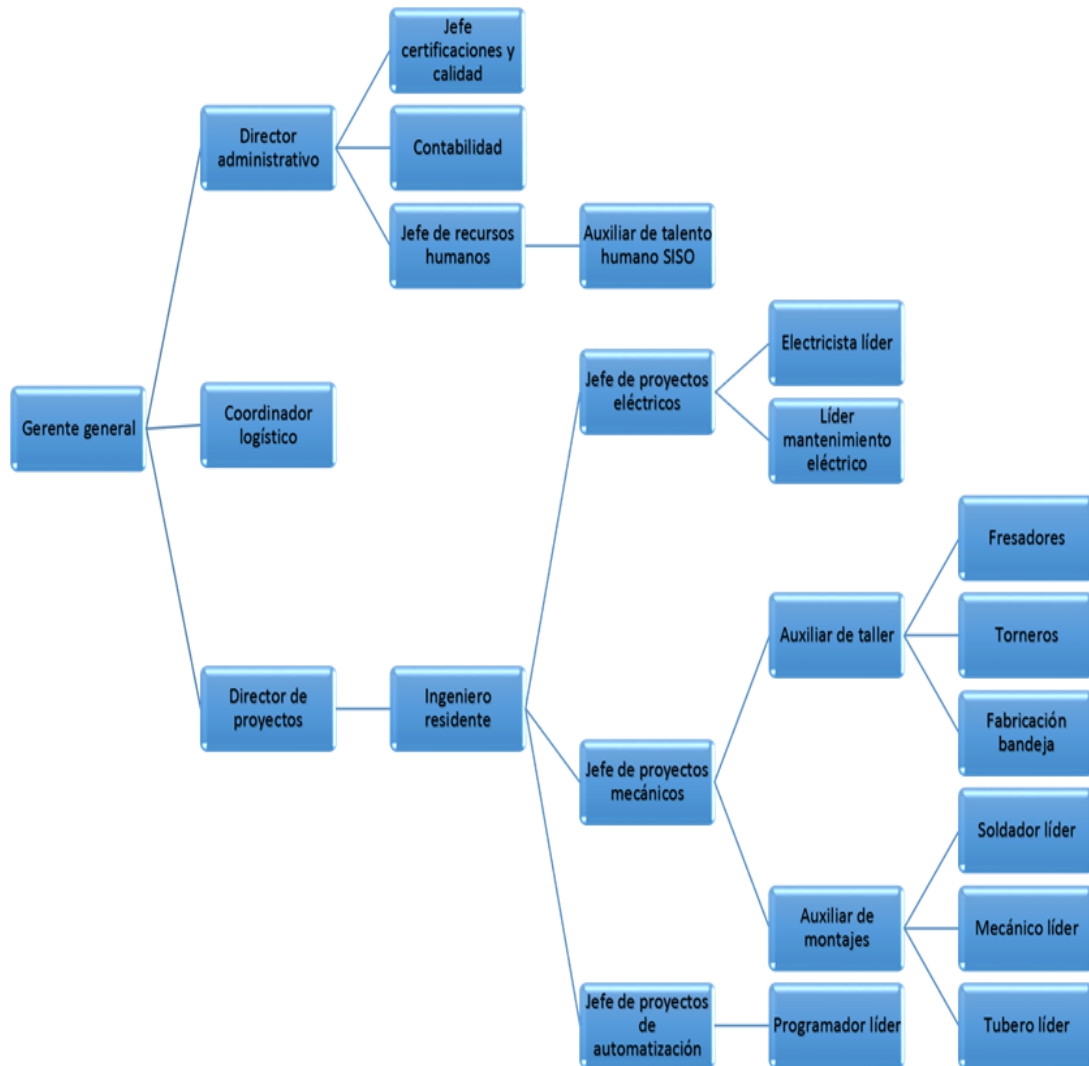 Jefe
certificaciones y
calidad
Director
administrativo
Contabilidad
Jefe de recursos
humanos
Auxiliar de talento
humano SISO
Gerente general
Coordinador
logístico
Jefe de proyectos
eléctricos
Electricista líder
Líder
mantenimiento
eléctrico
Director de
proyectos
Ingeniero
residente
Jefe de proyectos
mecánicos
Auxiliar de taller
Fresadores
Torneros
Fabricación
bandeja
Auxiliar de
montajes
Soldador líder
Mecánico líder
Tubero líder
Jefe de proyectos
de
automatización
Programador líder